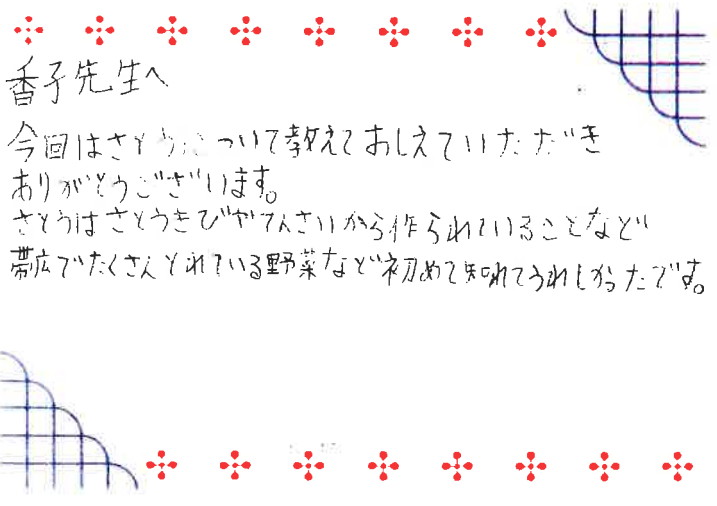 香子先生へ
今回はさとうについて教えておしえていただき
ありがとうございます。
さとうはさとうきびやてんさいから作られていることなど
帯広でたくさんとれている野菜など初めて知れてうれしかったです。